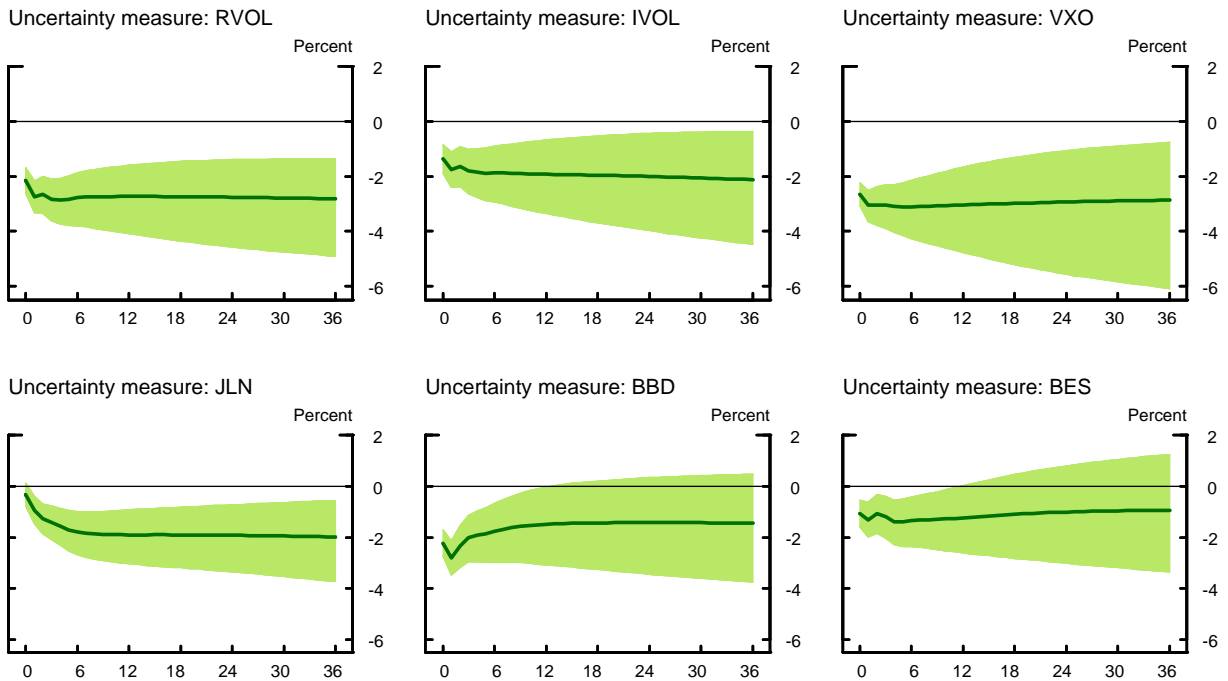 Uncertainty measure: RVOL
Percent
2
0
-2
-4
-6
0 6 12 18 24 30 36
Uncertainty measure: IVOL
Percent
2
0
-2
-4
-6
0 6 12 18 24 30 36
Uncertainty measure: VXO
Percent
2
0
-2
-4
-6
0 6 12 18 24 30 36
Uncertainty measure: JLN
Percent
2
0
-2
-4
-6
0 6 12 18 24 30 36
Uncertainty measure: BBD
Percent
2
0
-2
-4
-6
0 6 12 18 24 30 36
Uncertainty measure: BES
Percent
2
0
-2
-4
-6
0 6 12 18 24 30 36